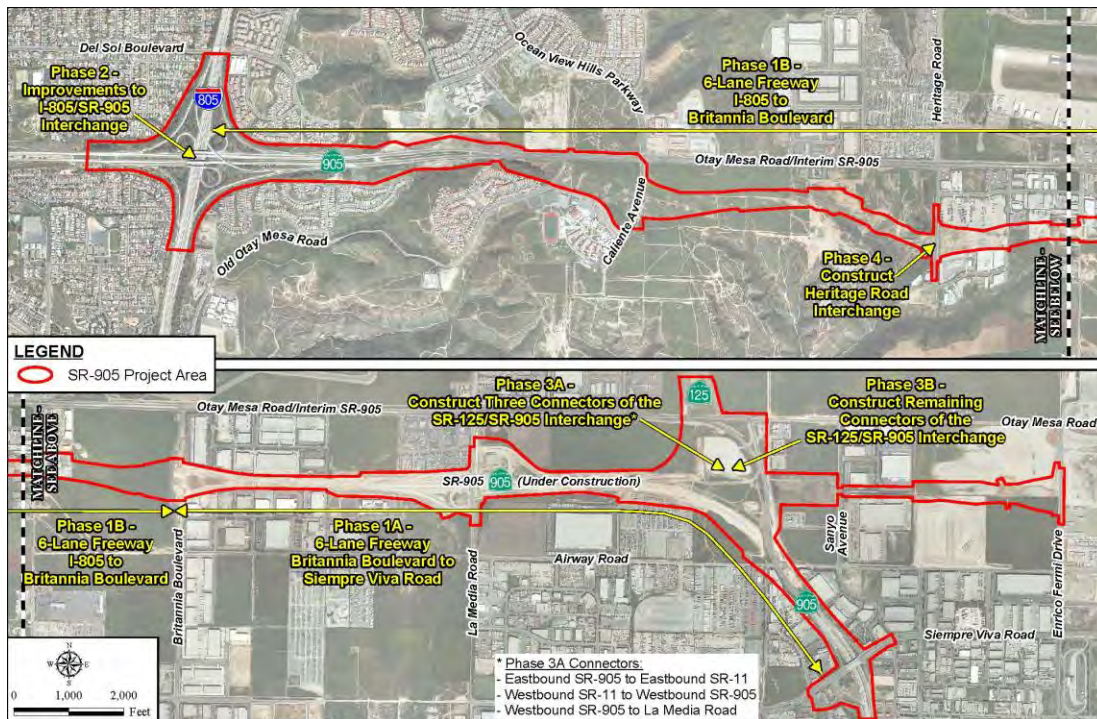 Del Sol Boulevard
Phase 2 -
Improvements to
I-805/SR-905
Interchange
805
905
Old Otay Mesa Road
Ocean View Hills Parkway
Caliente Avenue
Phase 1B -
6-Lane Freeway
I-805 to
Britannia Boulevard
Heritage Road
Otay Mesa Road/Interim SR-905
Phase 4 -
Construct
Heritage Road
Interchange
MATCHLINE -
SEE BELOW
LEGEND
SR-905 Project Area
MATCHLINE -
SEE ABOVE
Otay Mesa Road/Interim SR-905
Phase 3A -
Construct Three Connectors of the
SR-125/SR-905 Interchange*
125
Phase 3B -
Construct Remaining
Connectors of the
SR-125/SR-905 Interchange
Otay Mesa Road
SR-905
905
(Under Construction)
Phase 1B -
6-Lane Freeway
I-805 to
Britannia Boulevard
Britannia Boulevard
Phase 1A -
6-Lane Freeway
Britannia Boulevard to
Siempre Viva Road
La Media Road
Airway Road
Sanyo
Avenue
905
Siempre Viva Road
Enrico Fermi Drive
N
W E
S
0 1,000 2,000
Feet
* Phase 3A Connectors:
- Eastbound SR-905 to Eastbound SR-11
- Westbound SR-11 to Westbound SR-905
- Westbound SR-905 to La Media Road